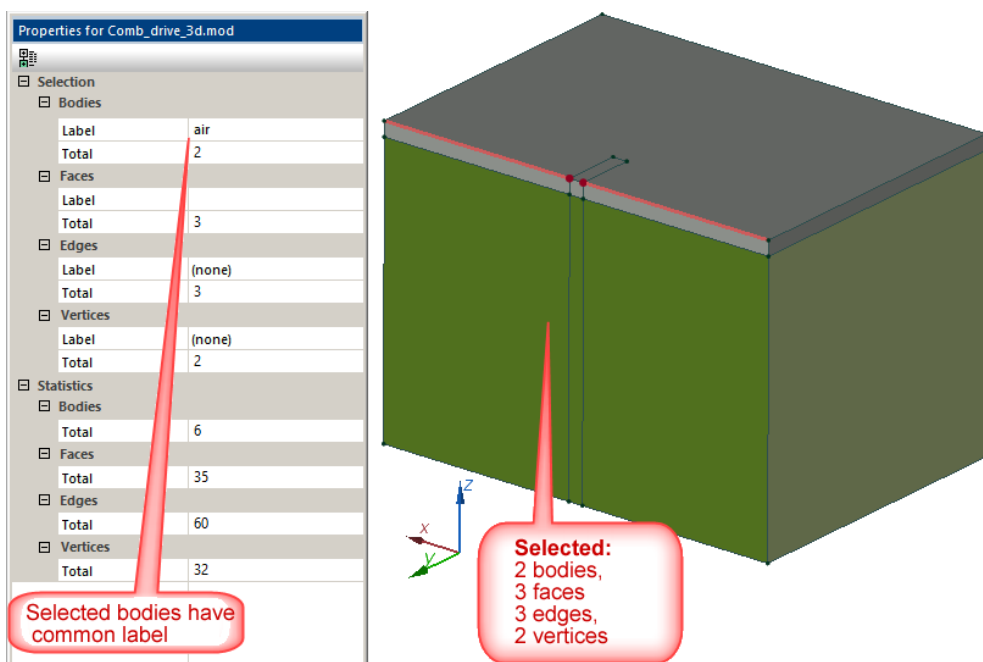 Properties for Comb_drive_3d.mod
Selection
Bodies
Label air
Total 2
Faces
Label
Total 3
Edges
Label (none)
Total 3
Vertices
Label (none)
Total 2
Statistics
Bodies
Total 6
Faces
Total 35
Edges
Total 60
Vertices
Total 32
Selected bodies have
common label
z
x
y
Selected:
2 bodies,
3 faces
3 edges,
2 vertices